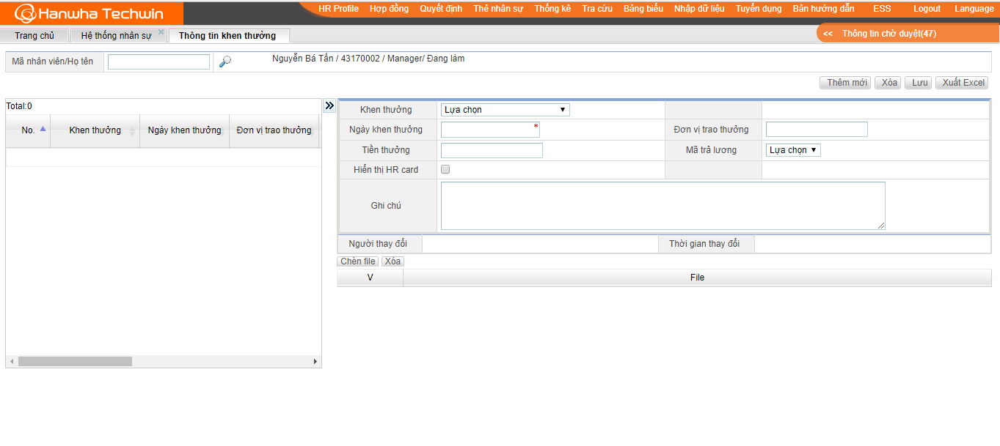 Hanwha Techwin
HR Profile Hợp đồng Quyết định Thẻ nhân sự Thống kê Tra cứu Bảng biểu Nhập dữ liệu Tuyển dụng Bản hướng dẫn ESS Logout Language
Trang chủ Hệ thống nhân sự Thông tin khen thưởng
<< Thông tin chờ duyệt(47)
Mã nhân viên/Họ tên
Nguyễn Bá Tấn / 43170002 / Manager/ Đang làm
Thêm mới Xóa Lưu Xuất Excel
Total:0
No. Khen thưởng Ngày khen thưởng Đơn vị trao thưởng
Khen thưởng Lựa chọn
Ngày khen thưởng * Đơn vị trao thưởng
Tiền thưởng Mã trả lương Lựa chọn
Hiển thị HR card
Ghi chú
Người thay đổi Thời gian thay đổi
Chèn file Xóa
V File